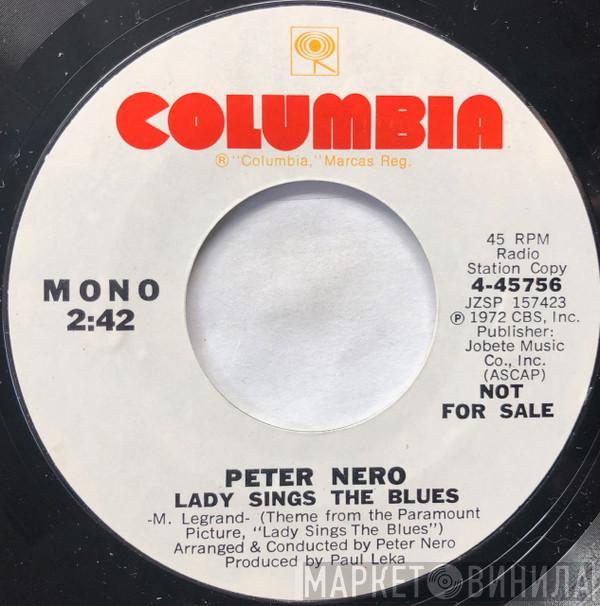 COLUMBIA
® "Columbia," Marcas Reg.
MONO
2:42
45 RPM
Radio
Station Copy
4-45756
JZSP 157423
℗ 1972 CBS, Inc.
Publisher:
Jobete Music
Co., Inc.
(ASCAP)
NOT
FOR SALE
PETER NERO
LADY SINGS THE BLUES
-M. Legrand- (Theme from the Paramount
Picture, "Lady Sings The Blues")
Arranged & Conducted by Peter Nero
Produced by Paul Leka
МАРКЕТ ВИНИЛА